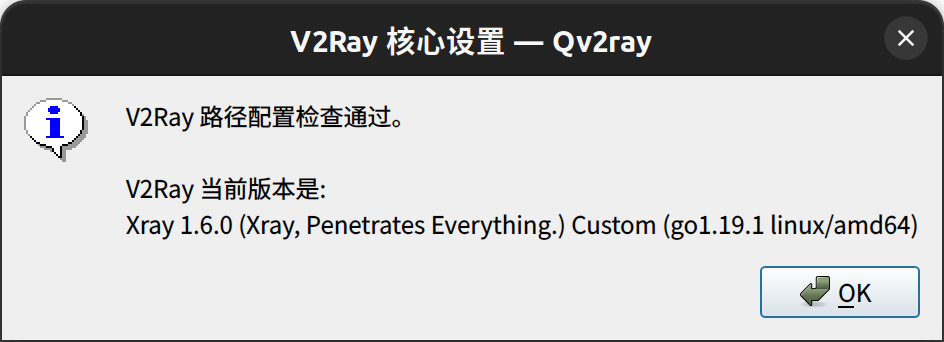 V2Ray 核心设置 — Qv2ray
V2Ray 路径配置检查通过。
V2Ray 当前版本是:
Xray 1.6.0 (Xray, Penetrates Everything.) Custom (go1.19.1 linux/amd64)
OK